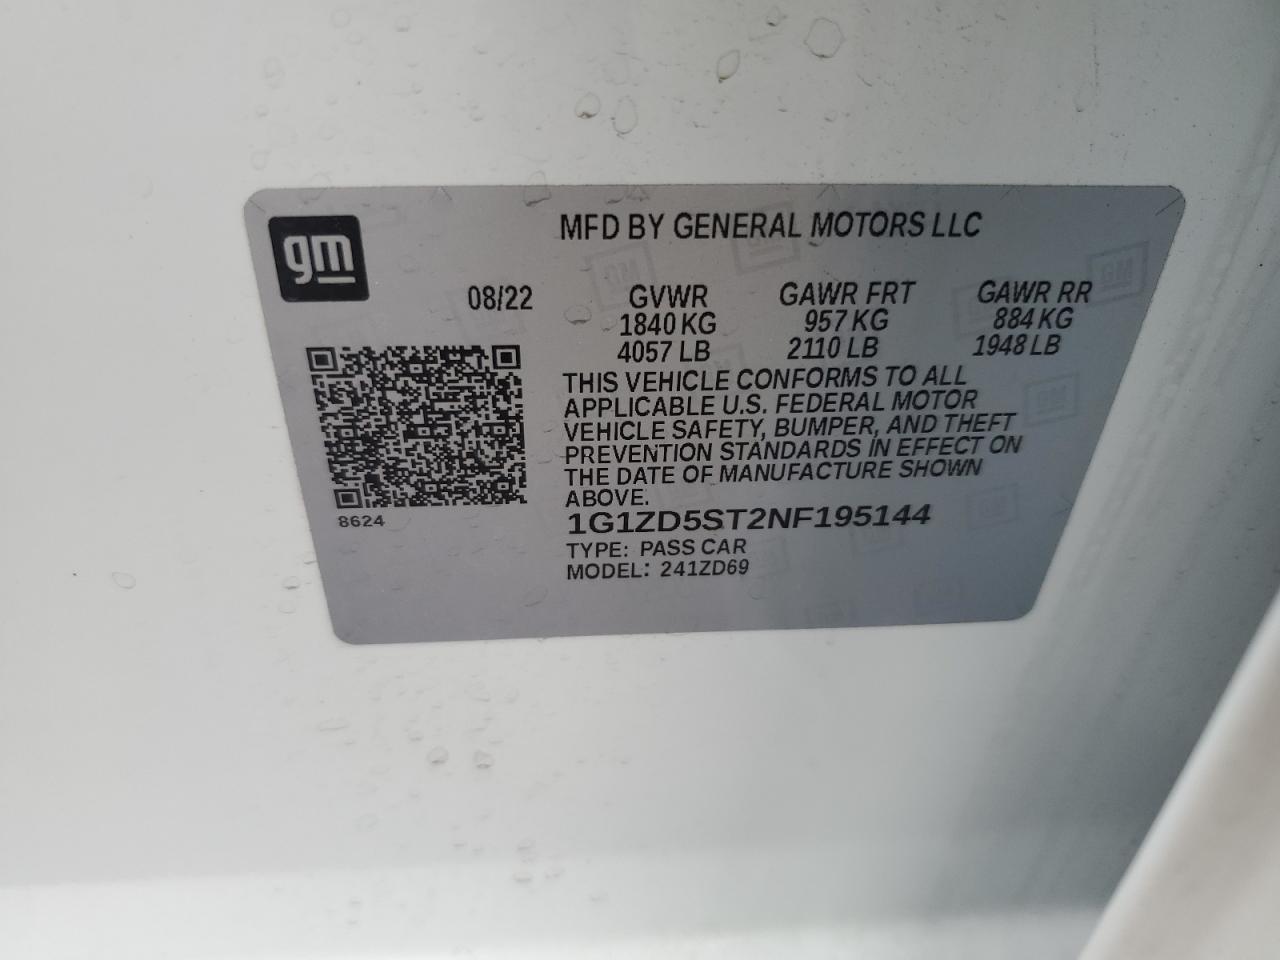 gm
MFD BY GENERAL MOTORS LLC
08/22 GVWR GAWR FRT GAWR RR
1840 KG 957 KG 884 KG
4057 LB 2110 LB 1948 LB
THIS VEHICLE CONFORMS TO ALL
APPLICABLE U.S. FEDERAL MOTOR
VEHICLE SAFETY, BUMPER, AND THEFT
PREVENTION STANDARDS IN EFFECT ON
THE DATE OF MANUFACTURE SHOWN
ABOVE.
8624
1G1ZD5ST2NF195144
TYPE: PASS CAR
MODEL: 241ZD69